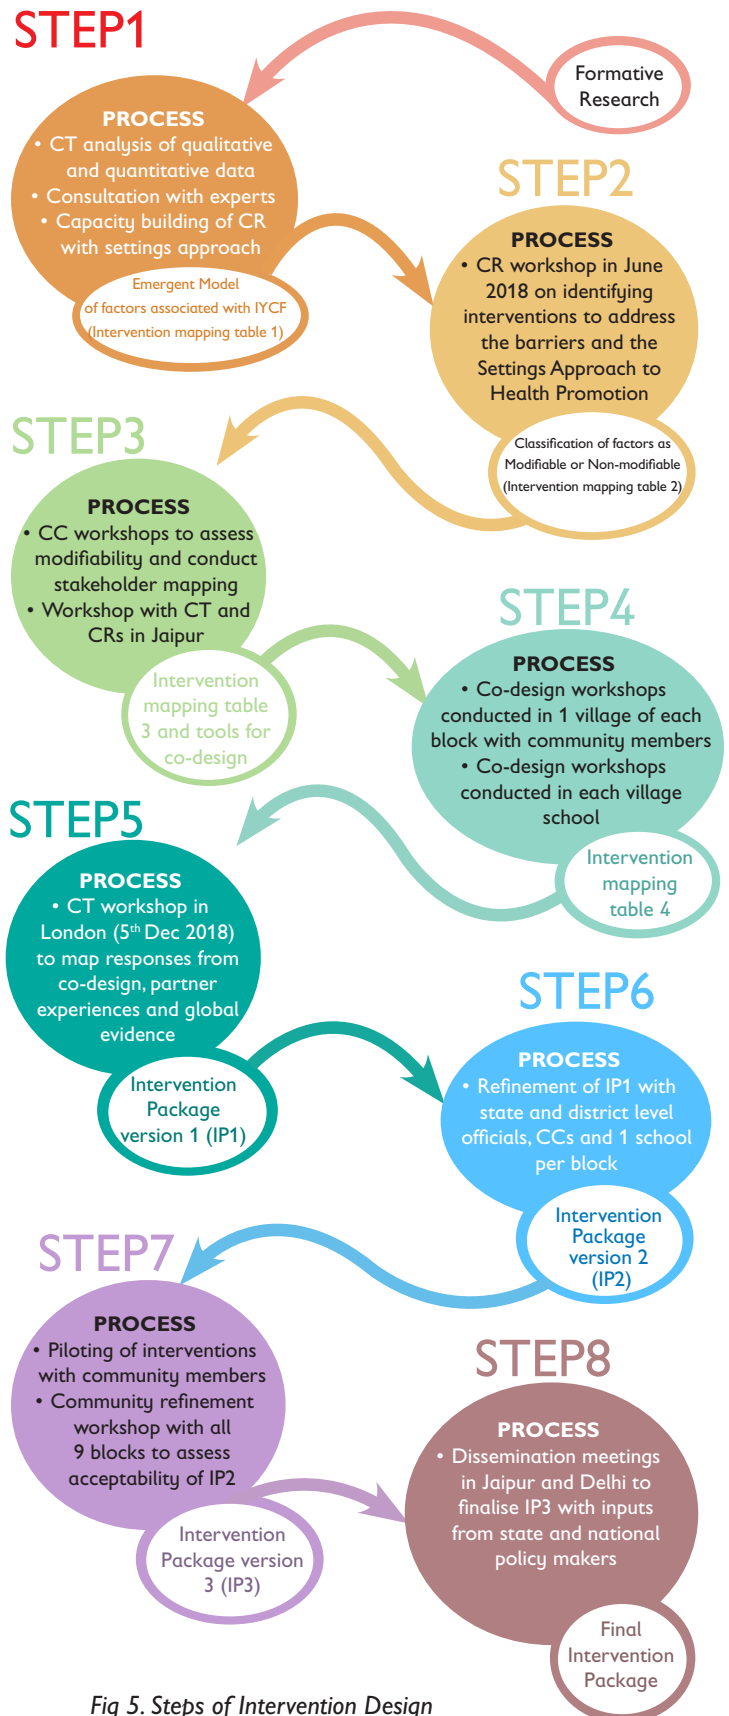 STEP1
Formative
Research
PROCESS
• CT analysis of qualitative
and quantitative data
• Consultation with experts
• Capacity building of CR
with settings approach
Emergent Model
of factors associated with IYCF
(Intervention mapping table 1)
STEP2
PROCESS
• CR workshop in June
2018 on identifying
interventions to address
the barriers and the
Settings Approach to
Health Promotion
Classification of factors as
Modifiable or Non-modifiable
(Intervention mapping table 2)
STEP3
PROCESS
• CC workshops to assess
modifiability and conduct
stakeholder mapping
• Workshop with CT and
CRs in Jaipur
Intervention
mapping table
3 and tools for
co-design
STEP4
PROCESS
• Co-design workshops
conducted in 1 village of each
block with community members
• Co-design workshops
conducted in each village
school
Intervention
mapping
table 4
STEP5
PROCESS
• CT workshop in
London (5th Dec 2018)
to map responses from
co-design, partner
experiences and global
evidence
Intervention
Package
version 1 (IP1)
STEP6
PROCESS
• Refinement of IP1 with
state and district level
officials, CCs and 1 school
per block
Intervention
Package
version 2
(IP2)
STEP7
PROCESS
• Piloting of interventions
with community members
• Community refinement
workshop with all
9 blocks to assess
acceptability of IP2
Intervention
Package version
3 (IP3)
STEP8
PROCESS
• Dissemination meetings
in Jaipur and Delhi to
finalise IP3 with inputs
from state and national
policy makers
Final
Intervention
Package
Fig 5. Steps of Intervention Design